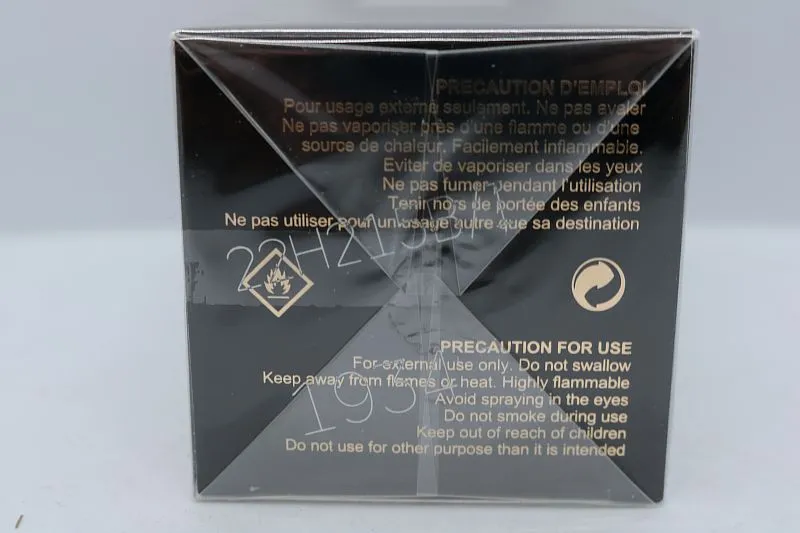 PRECAUTION D'EMPLOI
Pour usage externe seulement. Ne pas avaler
Ne pas vaporiser près d'une flamme ou d'une
source de chaleur. Facilement inflammable.
Eviter de vaporiser dans les yeux
Ne pas fumer pendant l'utilisation
Tenir hors de portée des enfants
Ne pas utiliser pour un usage autre que sa destination
PRECAUTION FOR USE
For external use only. Do not swallow
Keep away from flames or heat. Highly flammable
Avoid spraying in the eyes
Do not smoke during use
Keep out of reach of children
Do not use for other purpose than it is intended